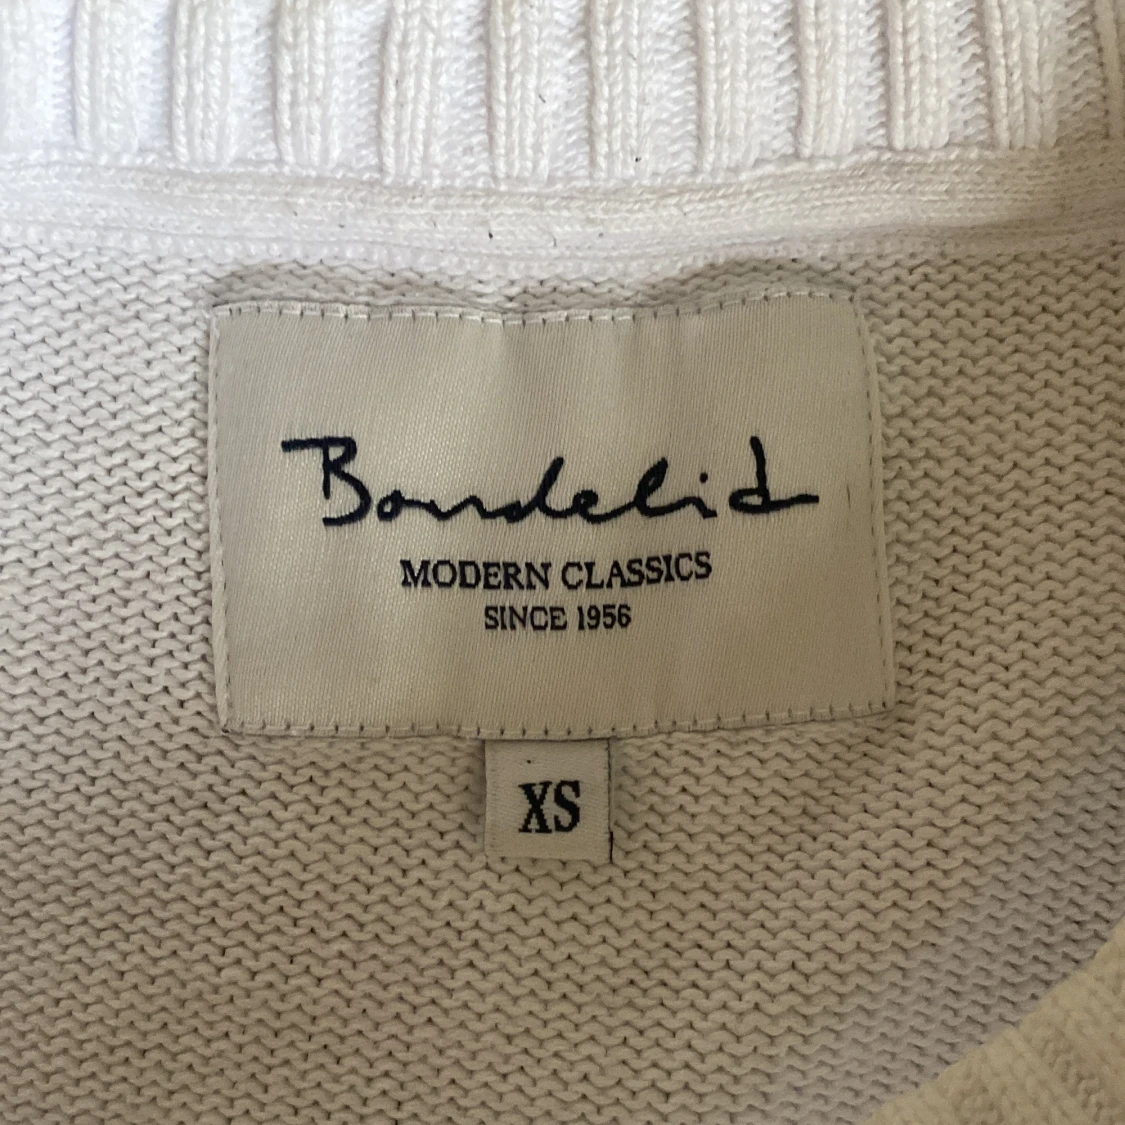 Bondelid
MODERN CLASSICS
SINCE 1956
XS